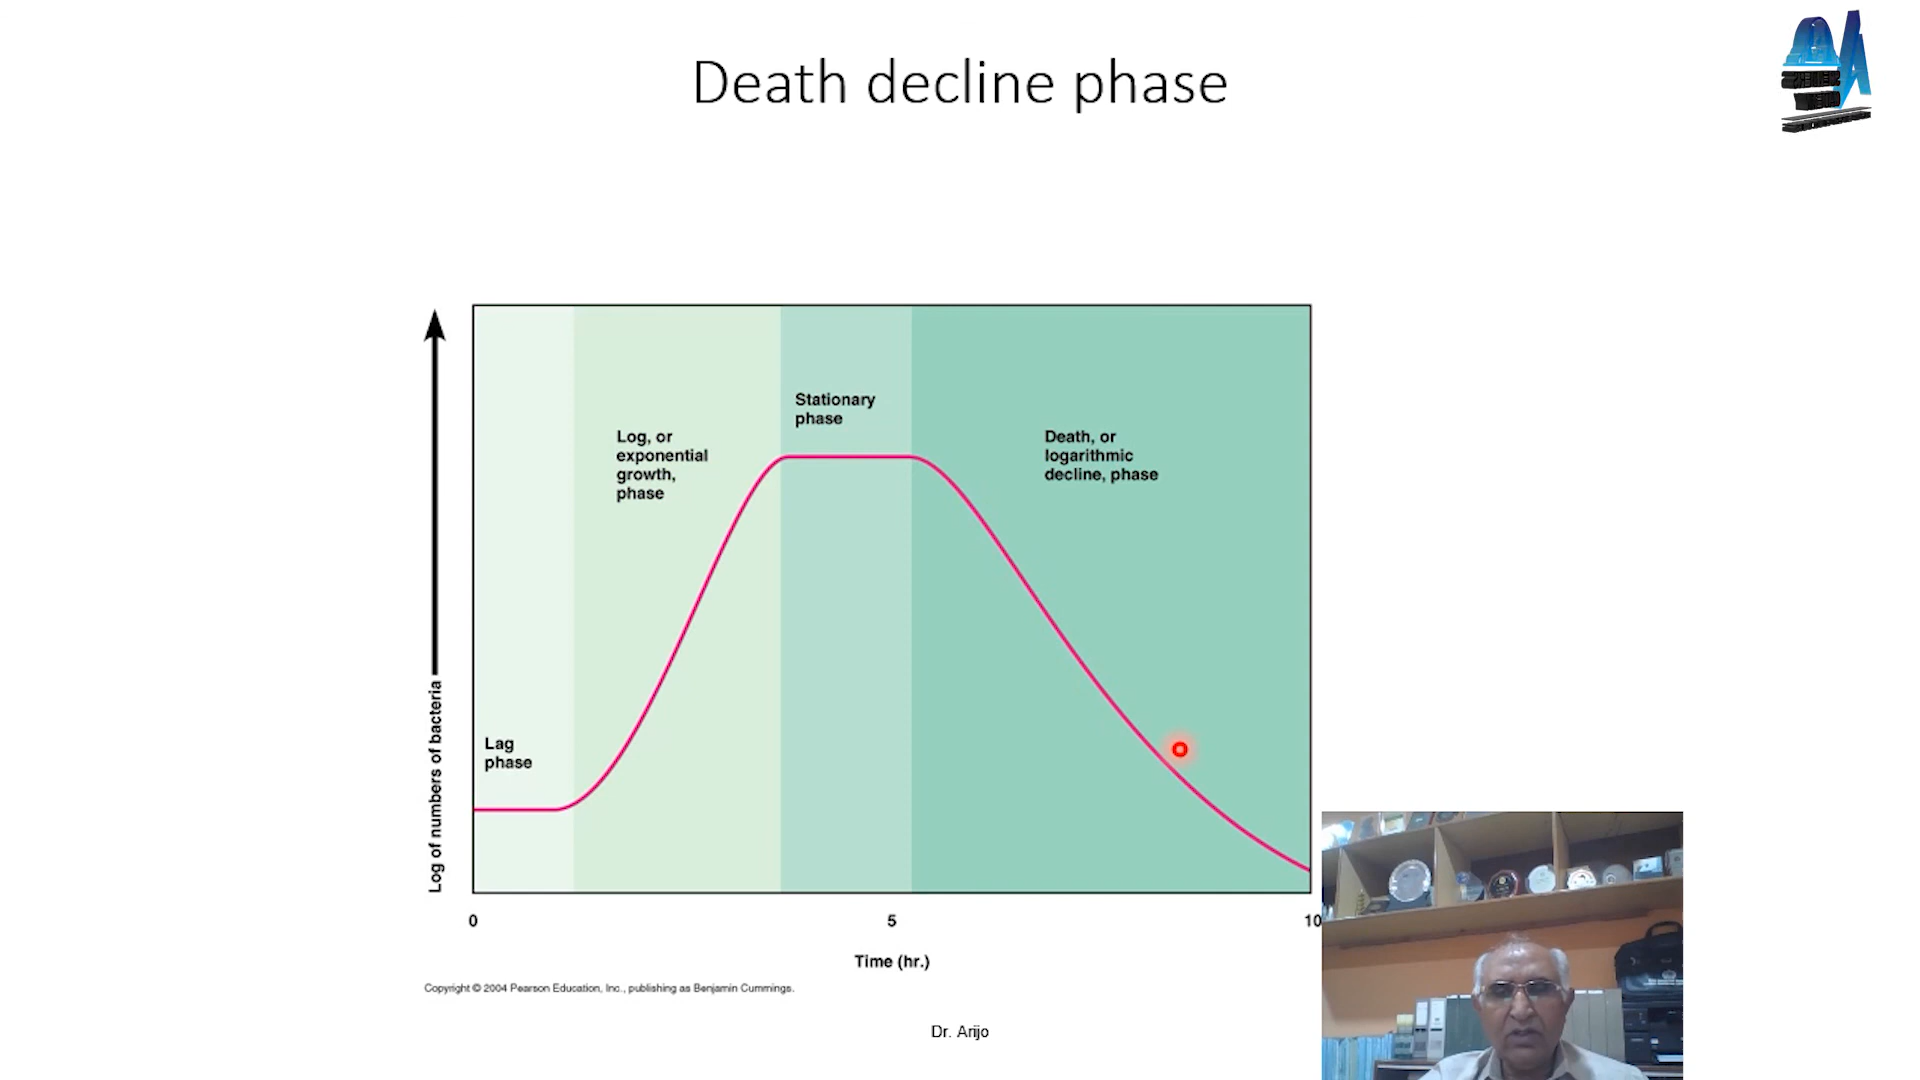 Death decline phase
Stationary
phase
Log, or
exponential
growth,
phase
Death, or
logarithmic
decline, phase
Lag
phase
Log of numbers of bacteria
0
5
10
Time (hr.)
Copyright © 2004 Pearson Education, Inc., publishing as Benjamin Cummings.
Dr. Arijo